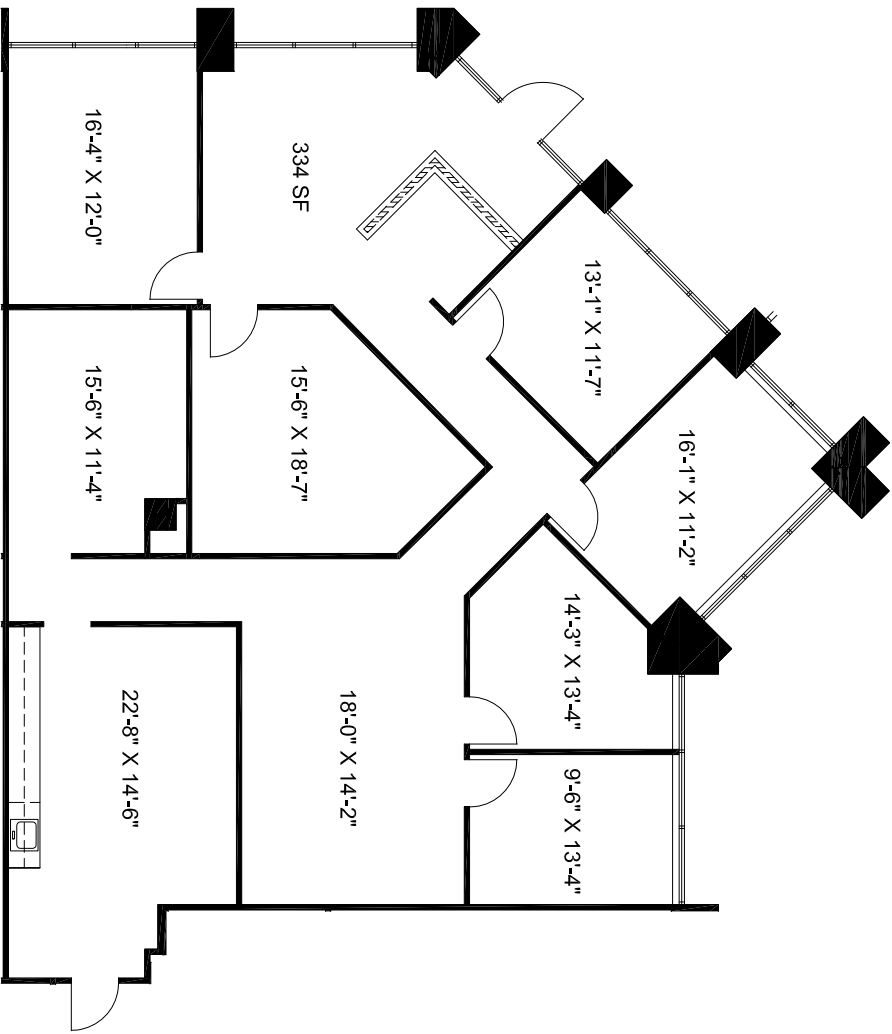 16'-4" X 12'-0"
334 SF
13'-1" X 11'-7"
15'-6" X 11'-4"
15'-6" X 18'-7"
16'-1" X 11'-2"
14'-3" X 13'-4"
22'-8" X 14'-6"
18'-0" X 14'-2"
9'-6" X 13'-4"